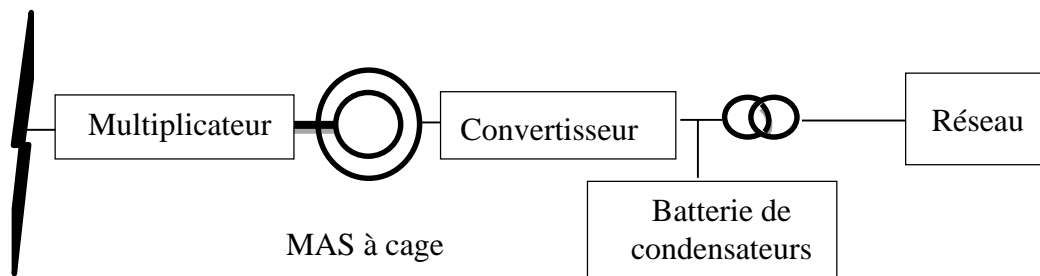 Multiplicateur
Convertisseur
Réseau
Batterie de
condensateurs
MAS à cage